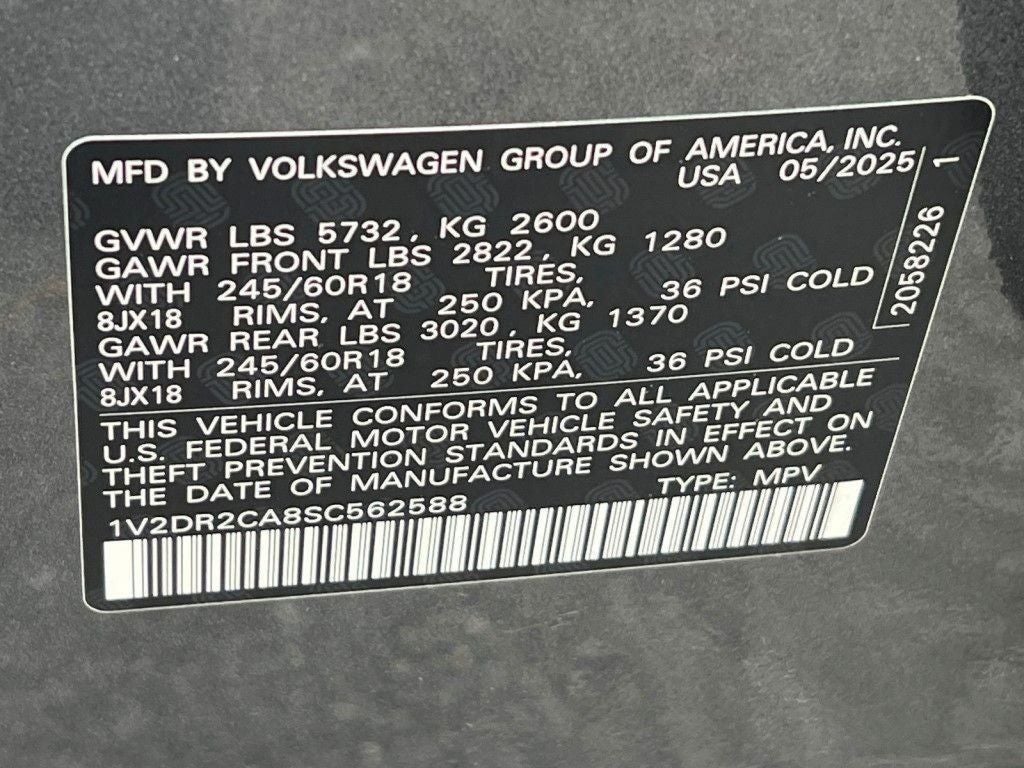 MFD BY VOLKSWAGEN GROUP OF AMERICA, INC.
USA 05/2025
1
2058226
GVWR LBS 5732, KG 2600
GAWR FRONT LBS 2822, KG 1280
WITH 245/60R18 TIRES,
8JX18 RIMS, AT 250 KPA, 36 PSI COLD
GAWR REAR LBS 3020, KG 1370
WITH 245/60R18 TIRES,
8JX18 RIMS, AT 250 KPA, 36 PSI COLD
THIS VEHICLE CONFORMS TO ALL APPLICABLE
U.S. FEDERAL MOTOR VEHICLE SAFETY AND
THEFT PREVENTION STANDARDS IN EFFECT ON
THE DATE OF MANUFACTURE SHOWN ABOVE.
1V2DR2CA8SC562588 TYPE: MPV